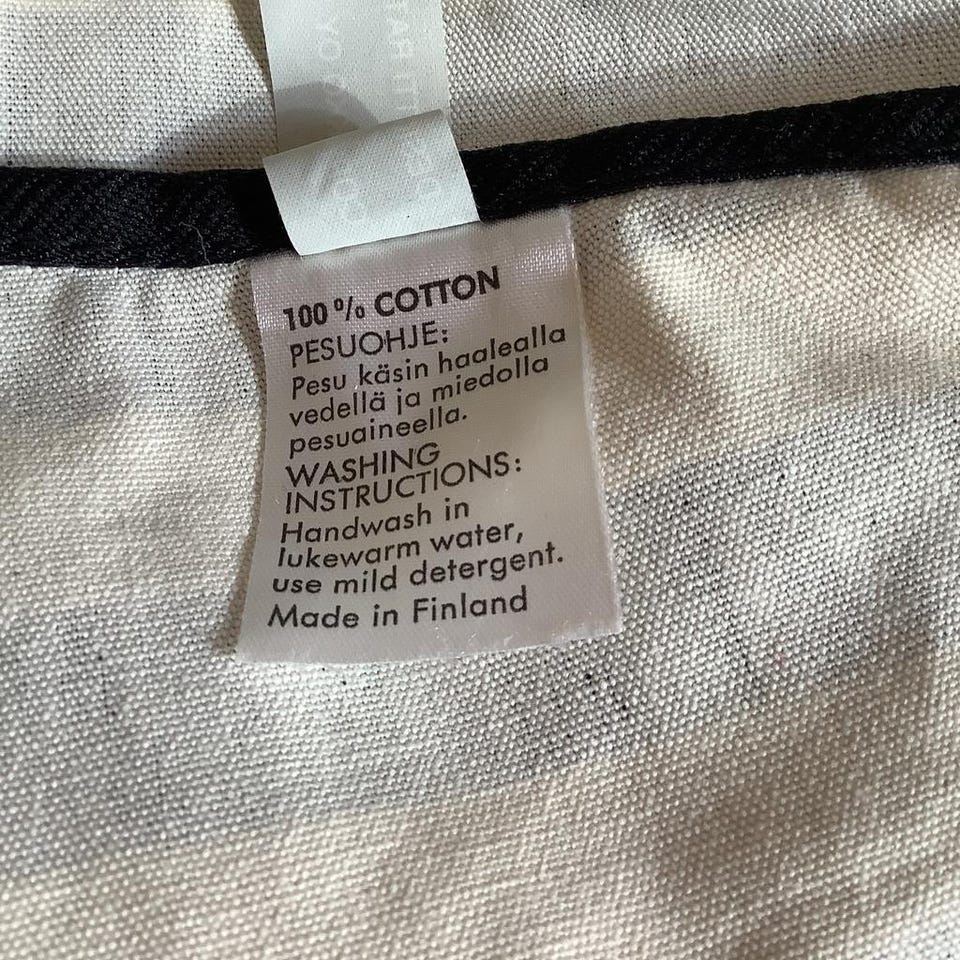 100 % COTTON
PESUOHJE:
Pesu käsin haalealla
vedellä ja miedolla
pesuaineella.
WASHING
INSTRUCTIONS:
Handwash in
lukewarm water,
use mild detergent.
Made in Finland